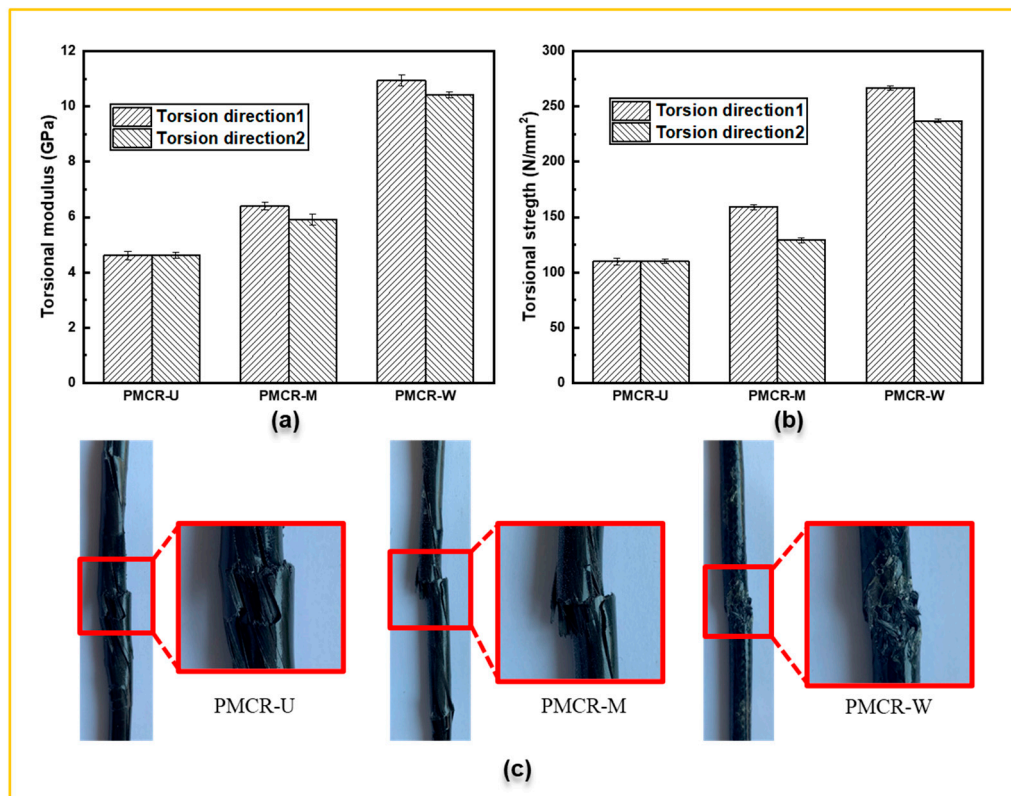 12
10
8
6
4
2
0
Torsional modulus (GPa)
Torsion direction1
Torsion direction2
PMCR-U PMCR-M PMCR-W
(a)
300
250
200
150
100
50
0
Torsional stregth (N/mm²)
Torsion direction1
Torsion direction2
PMCR-U PMCR-M PMCR-W
(b)
PMCR-U PMCR-M PMCR-W
(c)